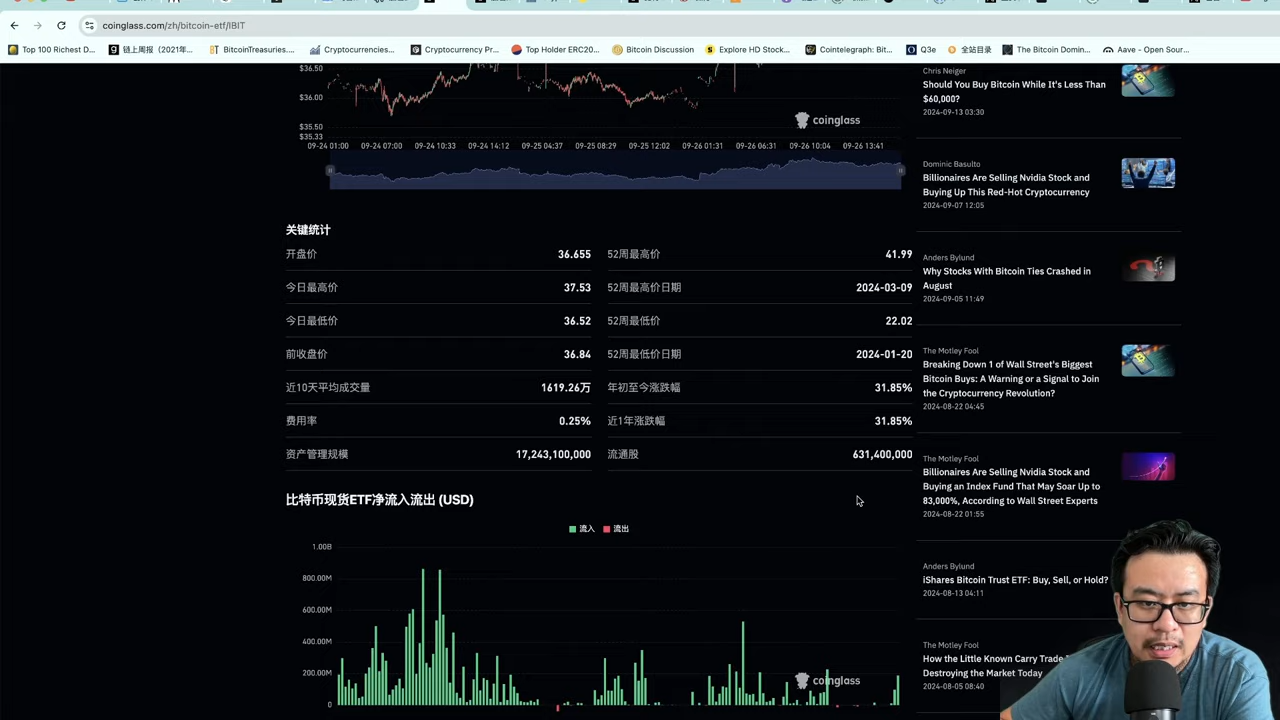 coinglass.com/zh/bitcoin-etf/IBIT
Top 100 Richest D...
链上周报（2021年...
BitcoinTreasuries....
Cryptocurrencies...
Cryptocurrency Pr...
Top Holder ERC20...
Bitcoin Discussion
Explore HD Stock...
Cointelegraph: Bit...
Q3e
全站目录
The Bitcoin Domin...
Aave - Open Sour...
$36.50
$36.00
$35.50
$35.33
coinglass
09-24 01:00
09-24 07:00
09-24 10:33
09-24 14:12
09-25 04:37
09-25 08:29
09-25 12:02
09-26 01:31
09-26 06:31
09-26 10:04
09-26 13:41
关键统计
开盘价 36.655 52周最高价 41.99
今日最高价 37.53 52周最高价日期 2024-03-09
今日最低价 36.52 52周最低价 22.02
前收盘价 36.84 52周最低价日期 2024-01-20
近10天平均成交量 1619.26万 年初至今涨跌幅 31.85%
费用率 0.25% 近1年涨跌幅 31.85%
资产管理规模 17,243,100,000 流通股 631,400,000
比特币现货ETF净流入流出 (USD)
流入 流出
1.00B
800.00M
600.00M
400.00M
200.00M
0
coinglass
Chris Neiger
Should You Buy Bitcoin While It's Less Than
$60,000?
2024-09-13 03:30
Dominic Basulto
Billionaires Are Selling Nvidia Stock and
Buying Up This Red-Hot Cryptocurrency
2024-09-07 12:05
Anders Bylund
Why Stocks With Bitcoin Ties Crashed in
August
2024-09-05 11:49
The Motley Fool
Breaking Down 1 of Wall Street's Biggest
Bitcoin Buys: A Warning or a Signal to Join
the Cryptocurrency Revolution?
2024-08-22 04:45
The Motley Fool
Billionaires Are Selling Nvidia Stock and
Buying an Index Fund That May Soar Up to
83,000%, According to Wall Street Experts
2024-08-22 01:55
Anders Bylund
iShares Bitcoin Trust ETF: Buy, Sell, or Hold?
2024-08-13 04:11
The Motley Fool
How the Little Known Carry Trade
Destroying the Market Today
2024-08-05 08:40